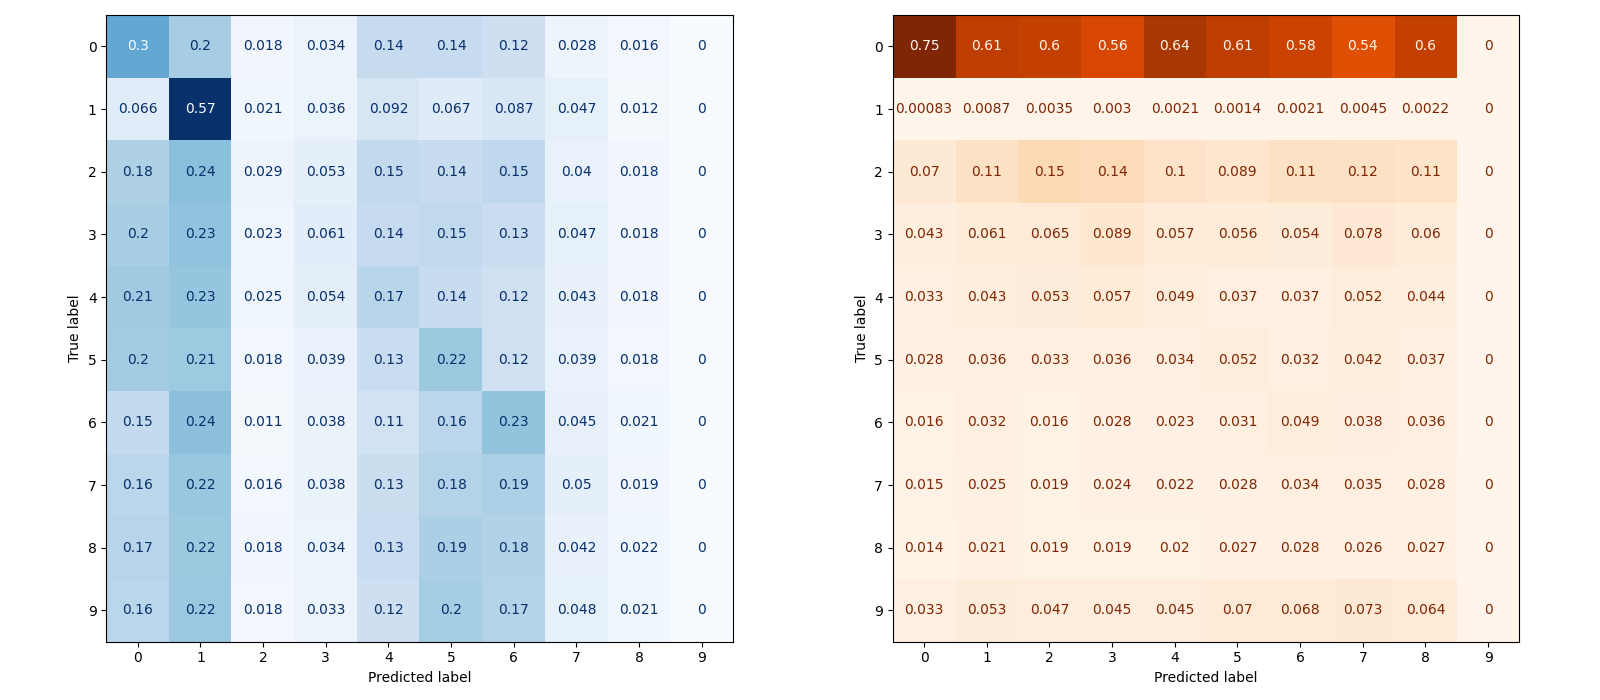 0 0.3 0.2 0.018 0.034 0.14 0.14 0.12 0.028 0.016 0
1 0.066 0.57 0.021 0.036 0.092 0.067 0.087 0.047 0.012 0
2 0.18 0.24 0.029 0.053 0.15 0.14 0.15 0.04 0.018 0
3 0.2 0.23 0.023 0.061 0.14 0.15 0.13 0.047 0.018 0
4 0.21 0.23 0.025 0.054 0.17 0.14 0.12 0.043 0.018 0
True label
5 0.2 0.21 0.018 0.039 0.13 0.22 0.12 0.039 0.018 0
6 0.15 0.24 0.011 0.038 0.11 0.16 0.23 0.045 0.021 0
7 0.16 0.22 0.016 0.038 0.13 0.18 0.19 0.05 0.019 0
8 0.17 0.22 0.018 0.034 0.13 0.19 0.18 0.042 0.022 0
9 0.16 0.22 0.018 0.033 0.12 0.2 0.17 0.048 0.021 0
0 1 2 3 4 5 6 7 8 9
Predicted label
0 0.75 0.61 0.6 0.56 0.64 0.61 0.58 0.54 0.6 0
1 0.00083 0.0087 0.0035 0.003 0.0021 0.0014 0.0021 0.0045 0.0022 0
2 0.07 0.11 0.15 0.14 0.1 0.089 0.11 0.12 0.11 0
3 0.043 0.061 0.065 0.089 0.057 0.056 0.054 0.078 0.06 0
4 0.033 0.043 0.053 0.057 0.049 0.037 0.037 0.052 0.044 0
True label
5 0.028 0.036 0.033 0.036 0.034 0.052 0.032 0.042 0.037 0
6 0.016 0.032 0.016 0.028 0.023 0.031 0.049 0.038 0.036 0
7 0.015 0.025 0.019 0.024 0.022 0.028 0.034 0.035 0.028 0
8 0.014 0.021 0.019 0.019 0.02 0.027 0.028 0.026 0.027 0
9 0.033 0.053 0.047 0.045 0.045 0.07 0.068 0.073 0.064 0
0 1 2 3 4 5 6 7 8 9
Predicted label